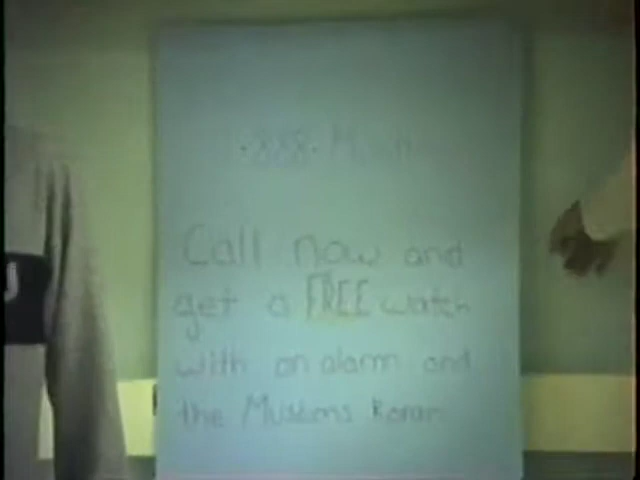 Call now and
get a FREE watch
with an alarm and
the Muslims Koran